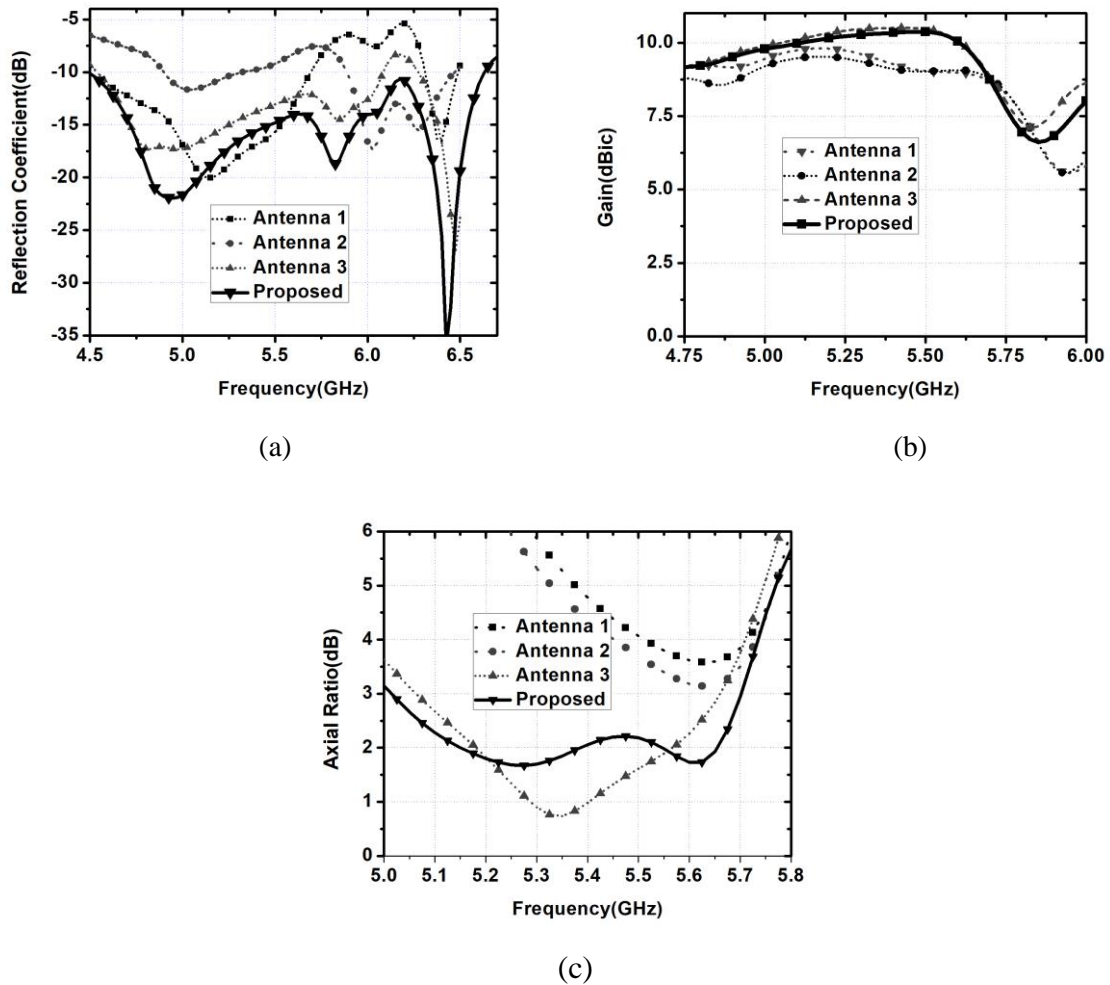 -5
-10
-15
-20
-25
-30
-35
Reflection Coefficient(dB)
Antenna 1
Antenna 2
Antenna 3
Proposed
4.5 5.0 5.5 6.0 6.5
Frequency(GHz)
(a)
10.0
7.5
5.0
2.5
0.0
Gain(dBic)
Antenna 1
Antenna 2
Antenna 3
Proposed
4.75 5.00 5.25 5.50 5.75 6.00
Frequency(GHz)
(b)
6
5
4
3
2
1
0
Axial Ratio(dB)
Antenna 1
Antenna 2
Antenna 3
Proposed
5.0 5.1 5.2 5.3 5.4 5.5 5.6 5.7 5.8
Frequency(GHz)
(c)